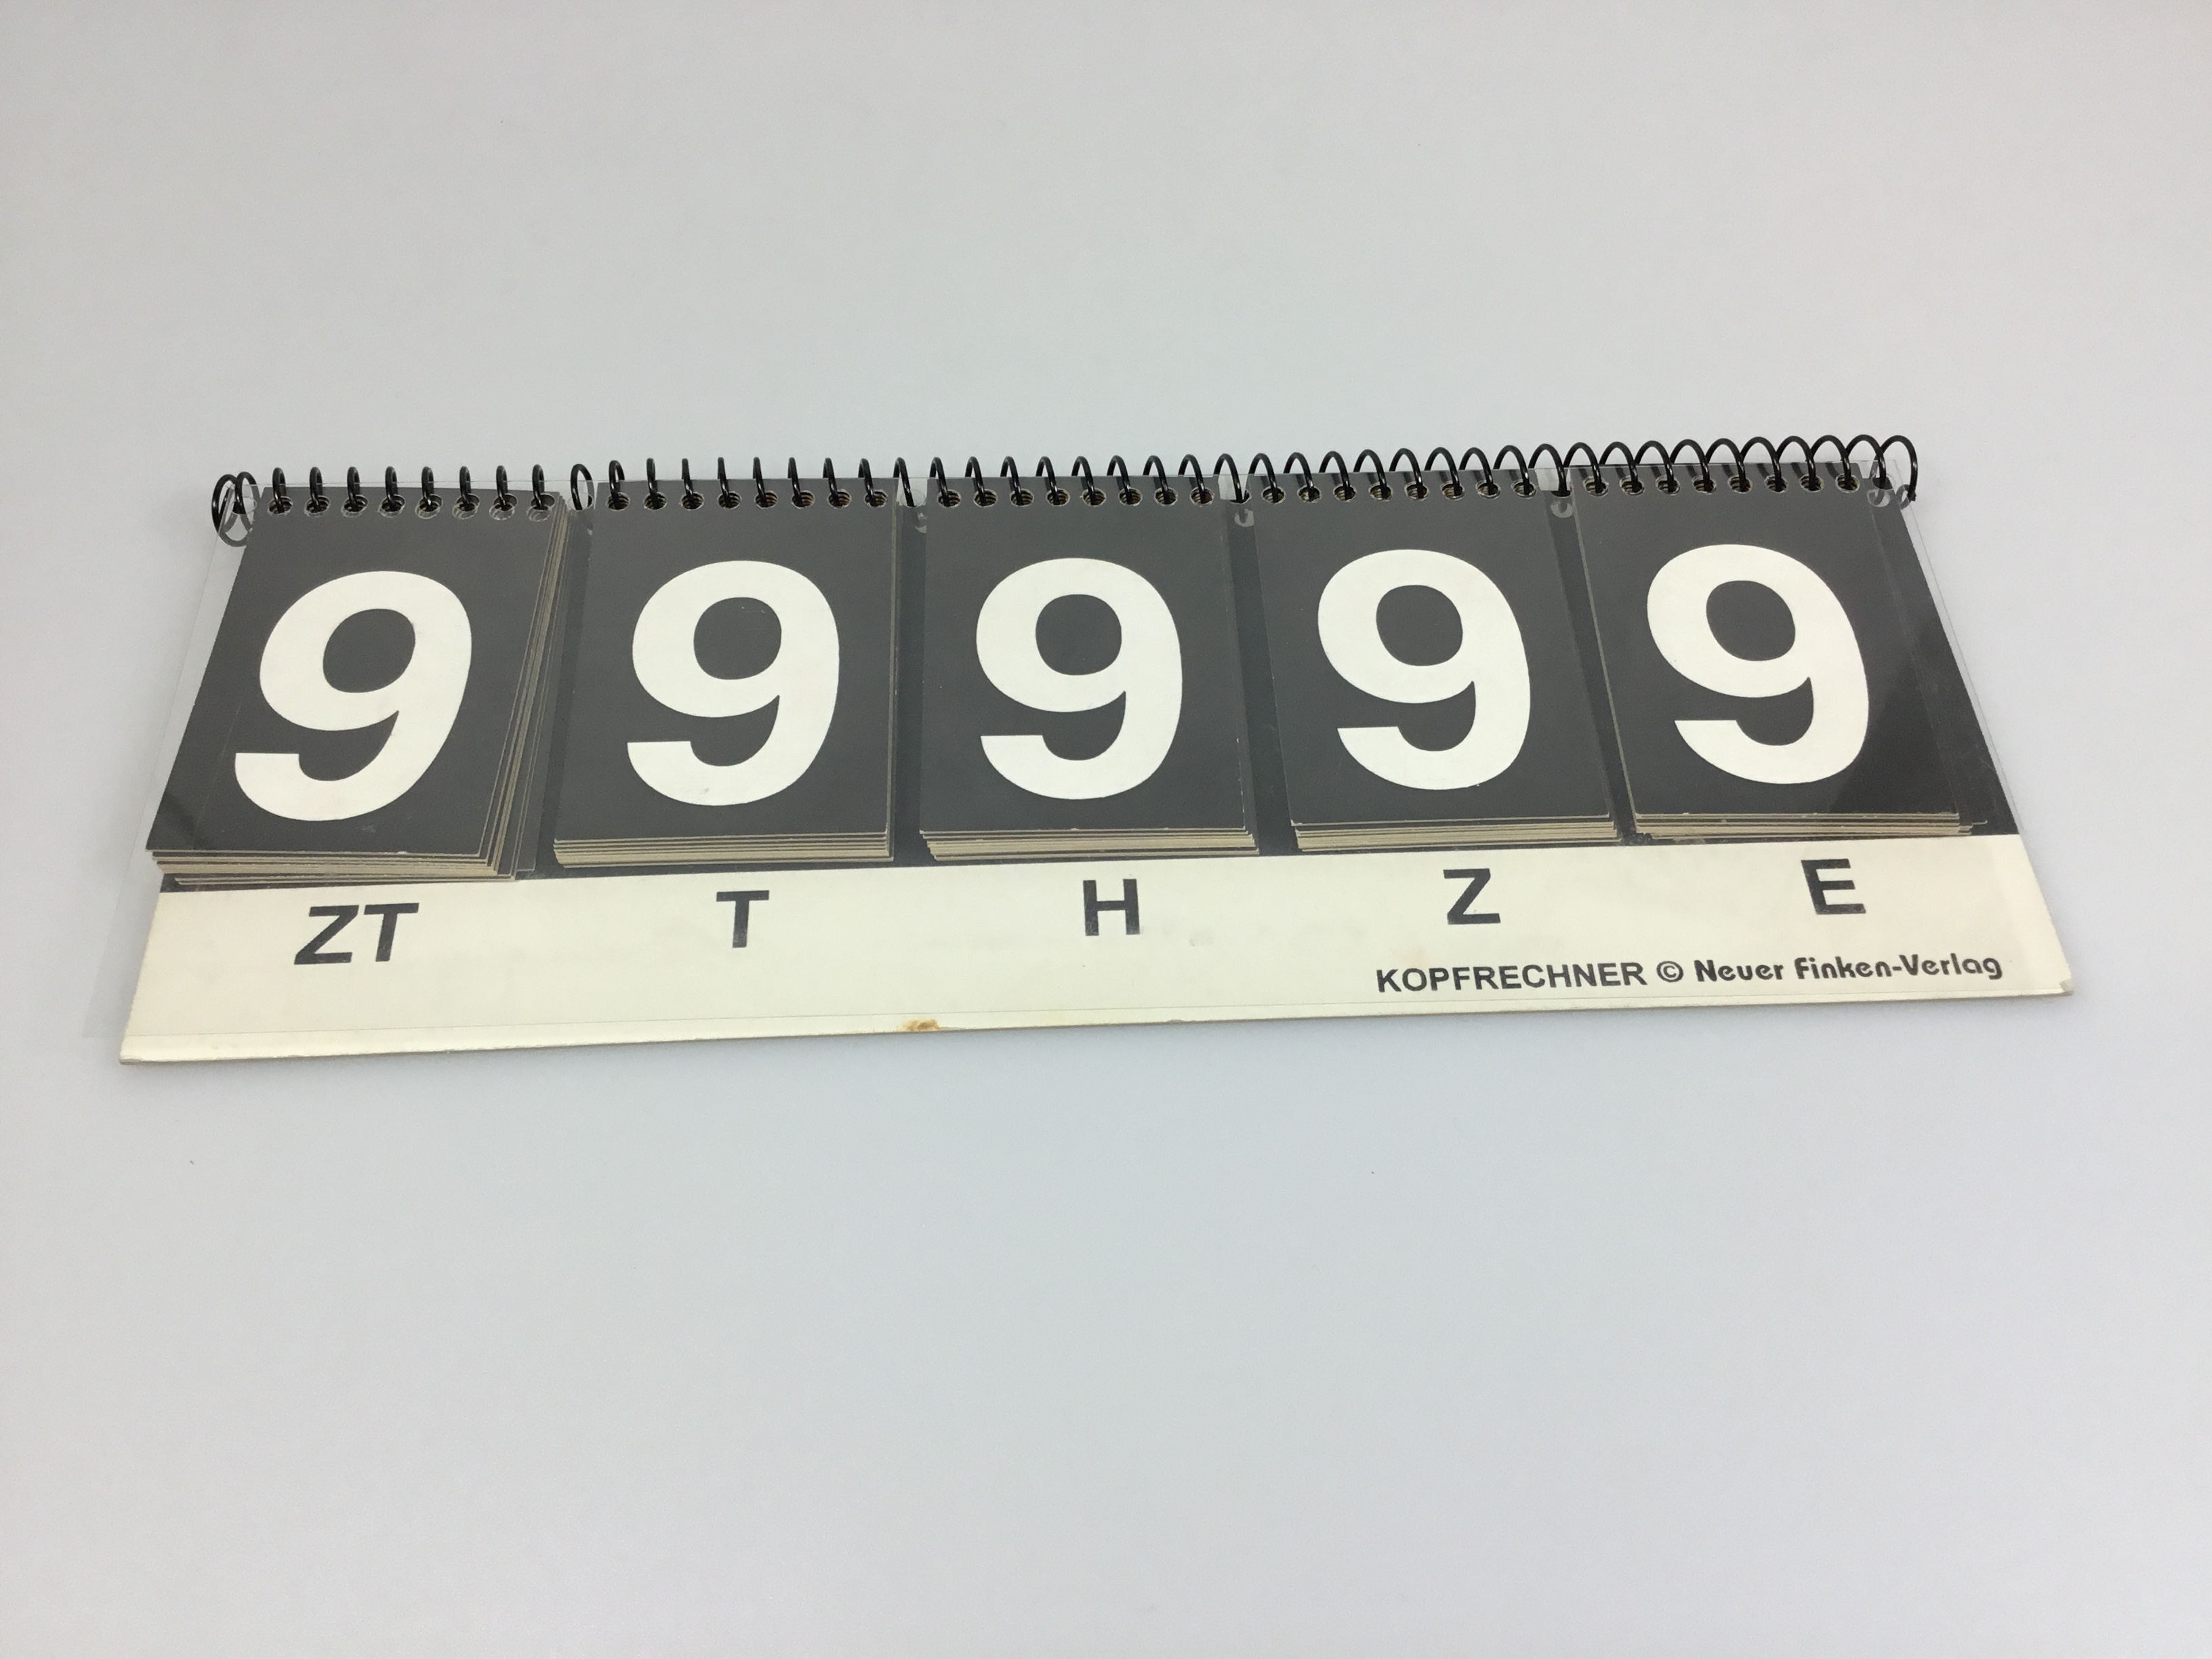 9 9 9 9 9
ZT T H Z E
KOPFRECHNER © Neuer Finken-Verlag